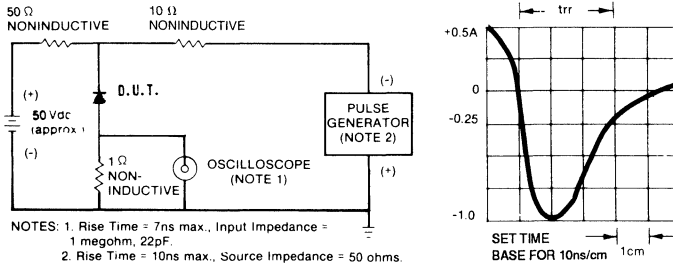 50 Ω
NONINDUCTIVE
10 Ω
NONINDUCTIVE
(+)
50 Vdc
(approx.)
(-)
D.U.T.
1 Ω
NON-
INDUCTIVE
OSCILLOSCOPE
(NOTE 1)
(-)
PULSE
GENERATOR
(NOTE 2)
(+)
NOTES: 1. Rise Time = 7ns max., Input Impedance =
1 megohm, 22pF.
2. Rise Time = 10ns max., Source Impedance = 50 ohms.
trr
+0.5A
0
-0.25
-1.0
SET TIME
BASE FOR 10ns/cm
1cm